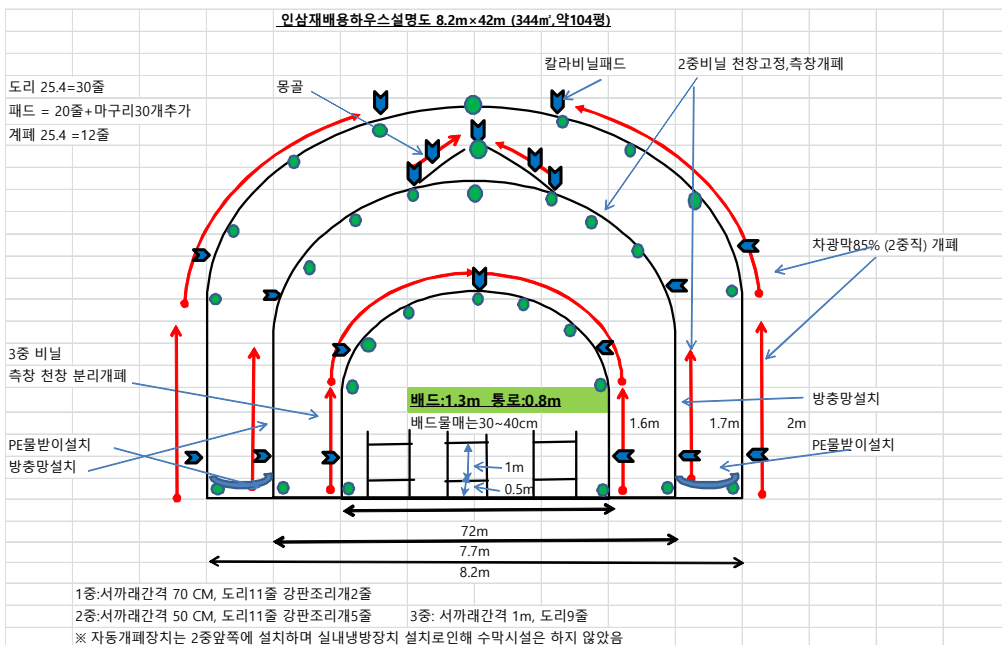 인삼재배용하우스설명도 8.2m×42m (344㎡,약104평)
칼라비닐패드
2중비닐 천창고정,측창개폐
도리 25.4=30줄
몽골
패드 = 20줄+마구리30개추가
계폐 25.4 =12줄
차광막85% (2중직) 개폐
3중 비닐
측창 천창 분리개폐
배드:1.3m 통로:0.8m
방충망설치
배드물매는30~40cm
1.6m
1.7m
2m
PE물받이설치
PE물받이설치
방충망설치
1m
0.5m
72m
7.7m
8.2m
1중:서까래간격 70 CM, 도리11줄 강판조리개2줄
2중:서까래간격 50 CM, 도리11줄 강판조리개5줄
3중: 서까래간격 1m, 도리9줄
※ 자동개폐장치는 2중앞쪽에 설치하며 실내냉방장치 설치로인해 수막시설은 하지 않았음